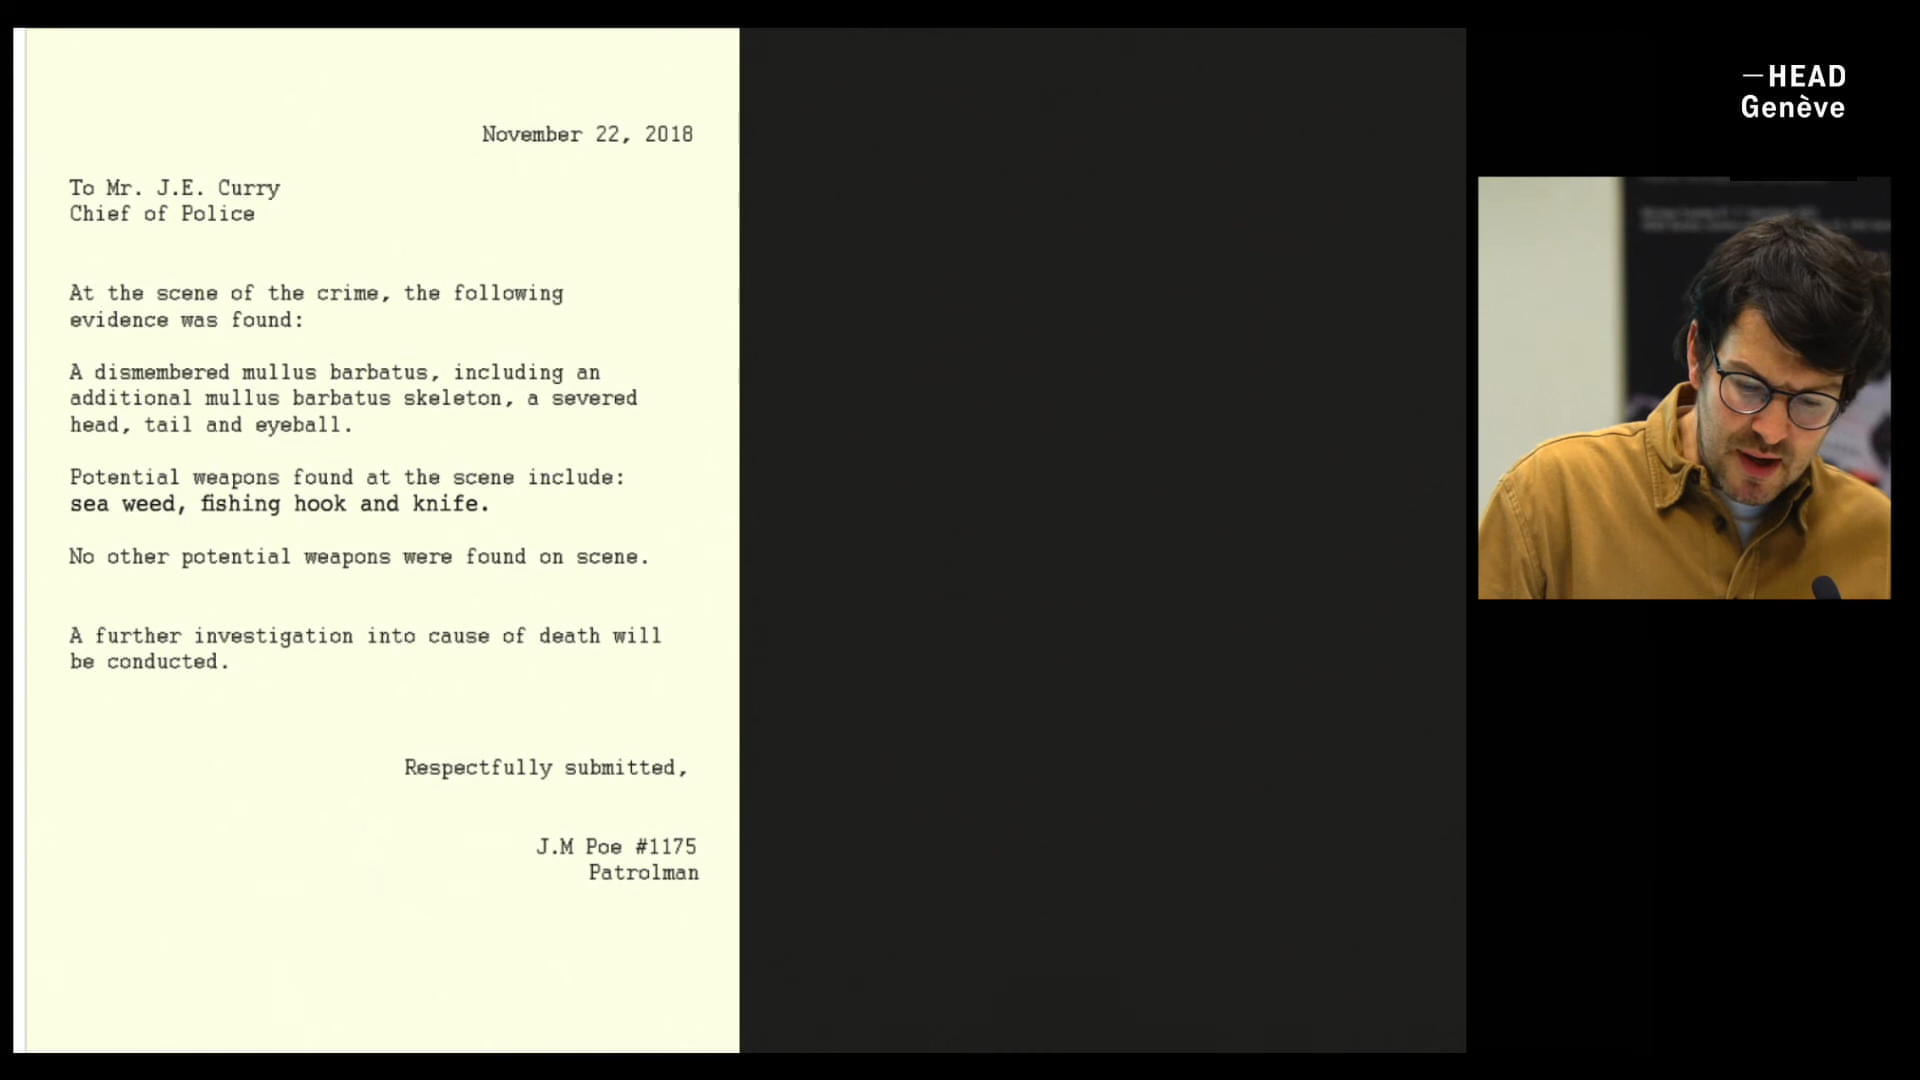 November 22, 2018
To Mr. J.E. Curry
Chief of Police
At the scene of the crime, the following
evidence was found:
A dismembered mullus barbatus, including an
additional mullus barbatus skeleton, a severed
head, tail and eyeball.
Potential weapons found at the scene include:
sea weed, fishing hook and knife.
No other potential weapons were found on scene.
A further investigation into cause of death will
be conducted.
Respectfully submitted,
J.M Poe #1175
Patrolman
—HEAD
Genève